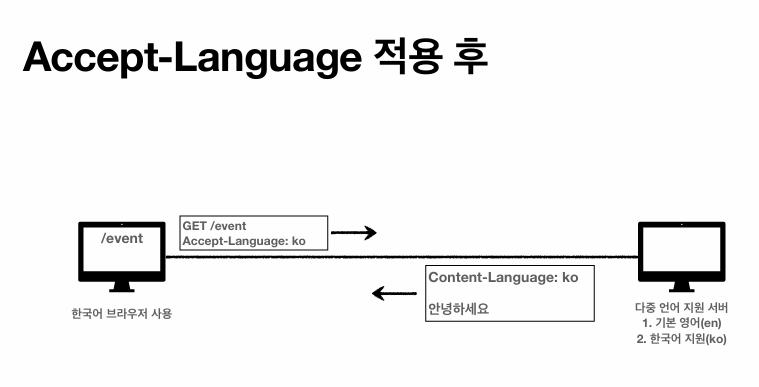 Accept-Language 적용 후
/event
GET /event
Accept-Language: ko
Content-Language: ko
안녕하세요
한국어 브라우저 사용
다중 언어 지원 서버
1. 기본 영어(en)
2. 한국어 지원(ko)